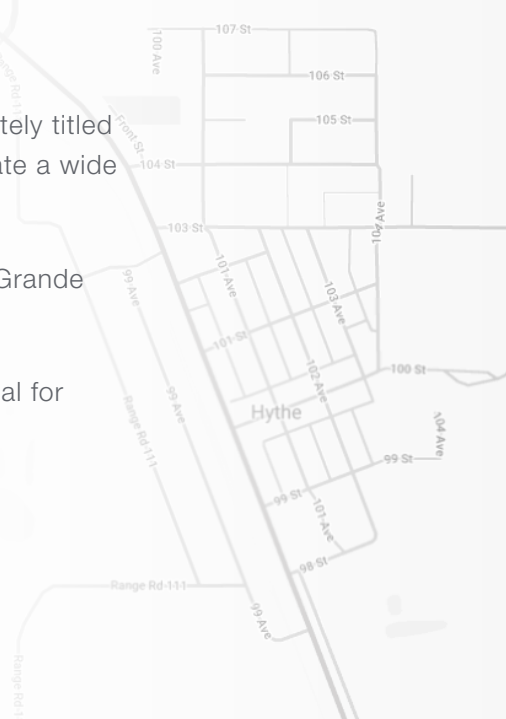 107 St
100 Ave
106 St
tely titled
Front St
105 St
ate a wide
104 St
103 St
101 Ave
Grande
99 Ave
103 Ave
101 St
100 St
102 Ave
al for
99 Ave
Hythe
104 Ave
Range Rd 111
99 St
99 St
101 Ave
98 St
Range Rd 111
99 Ave